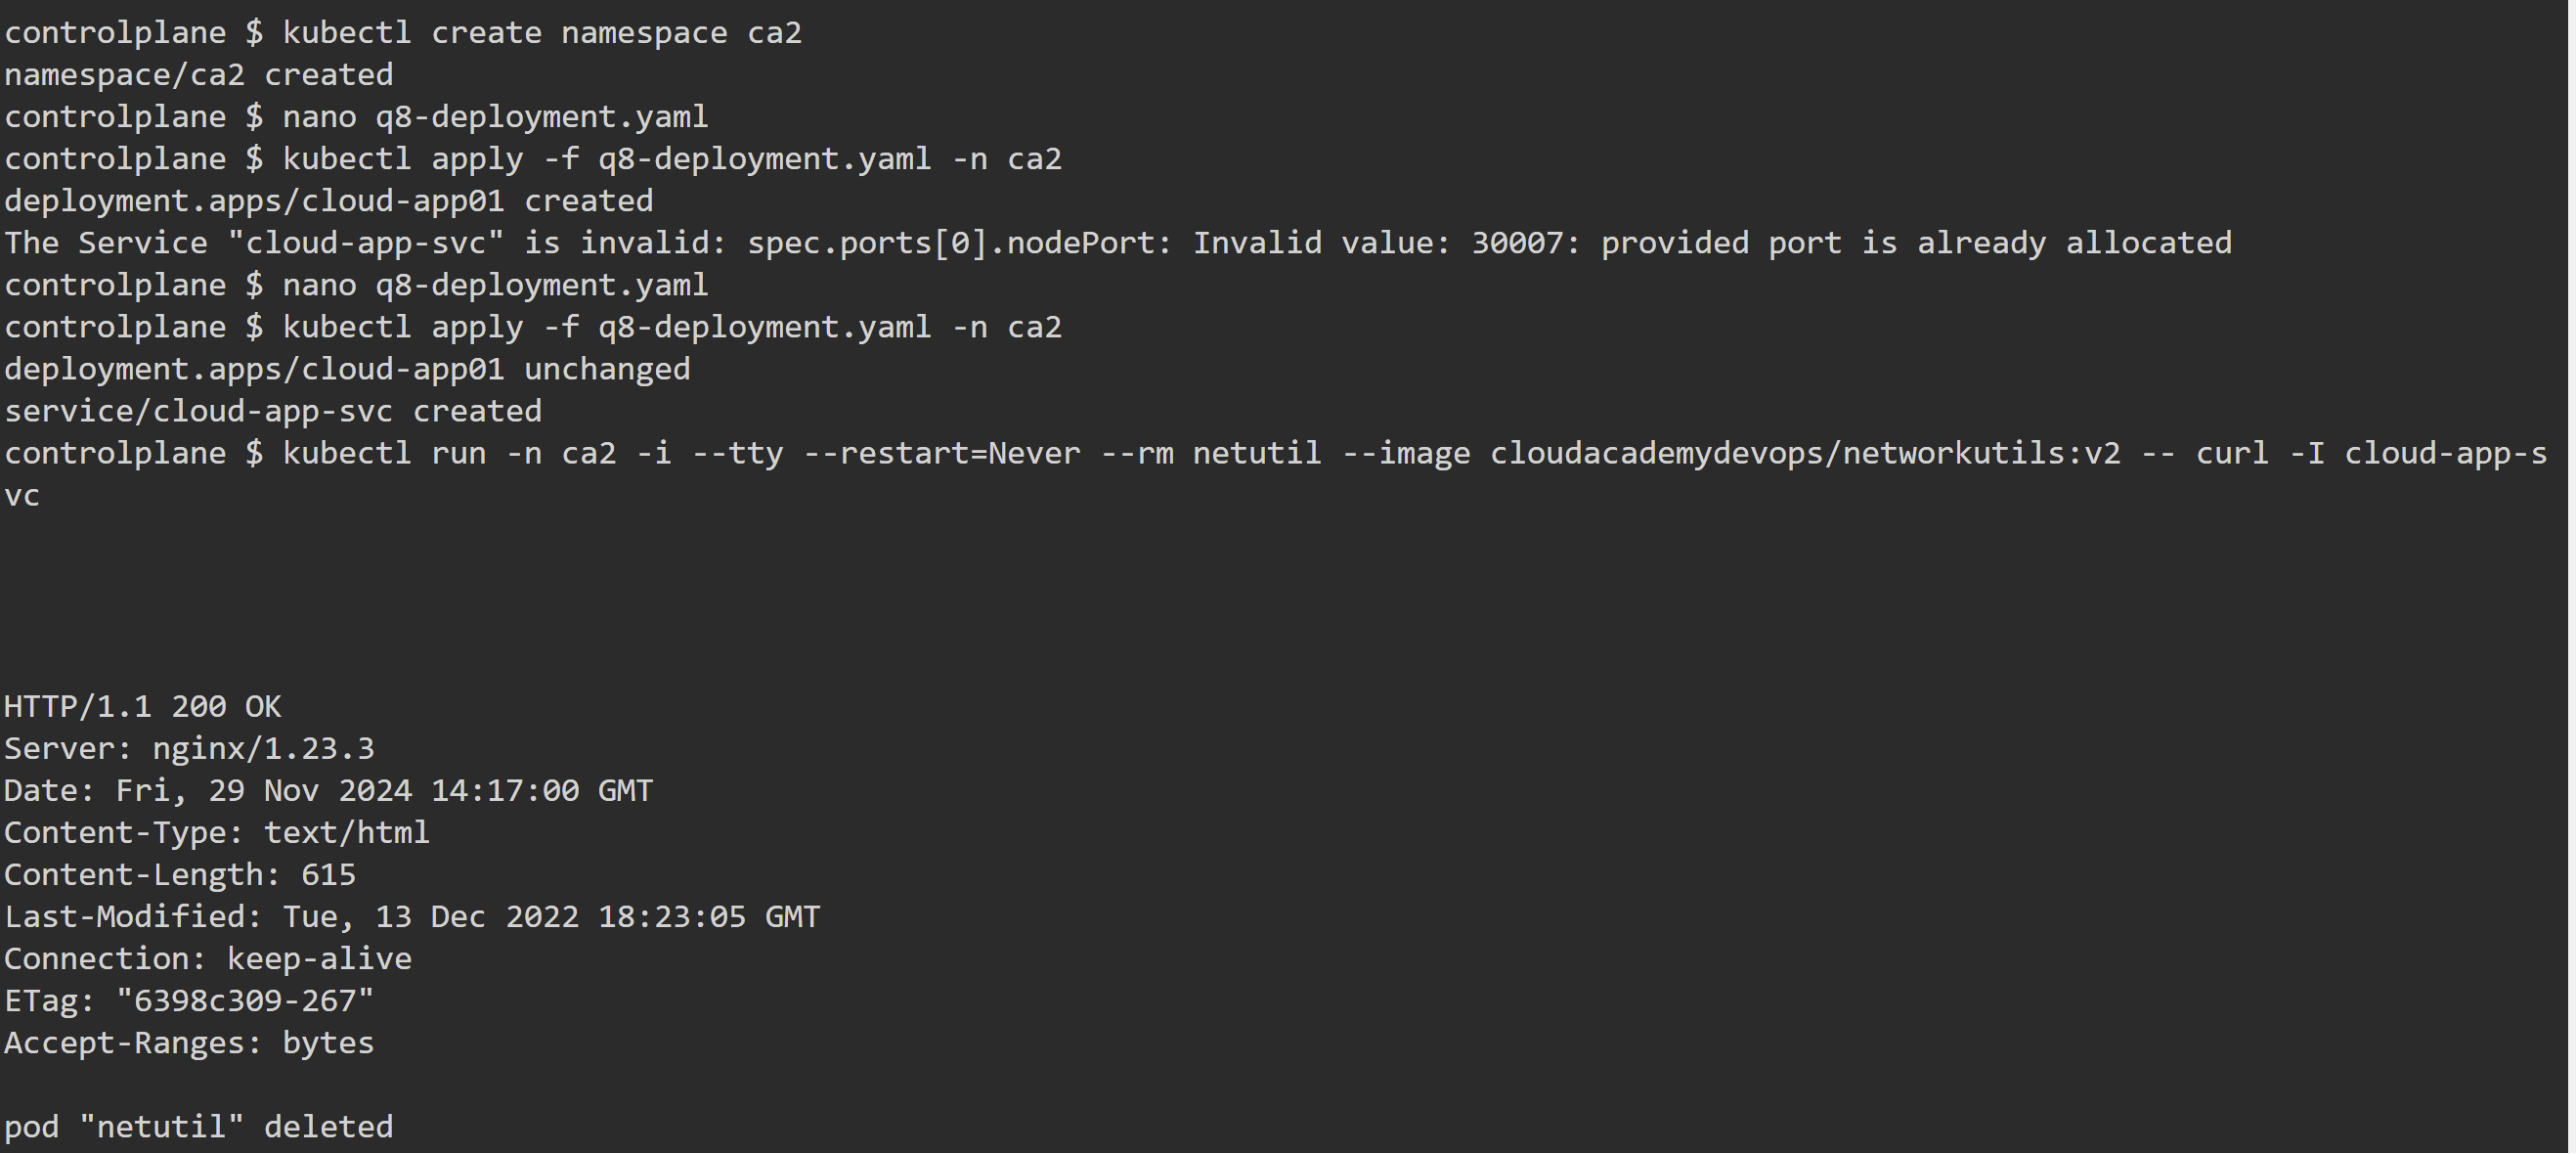 controlplane $ kubectl create namespace ca2
namespace/ca2 created
controlplane $ nano q8-deployment.yaml
controlplane $ kubectl apply -f q8-deployment.yaml -n ca2
deployment.apps/cloud-app01 created
The Service "cloud-app-svc" is invalid: spec.ports[0].nodePort: Invalid value: 30007: provided port is already allocated
controlplane $ nano q8-deployment.yaml
controlplane $ kubectl apply -f q8-deployment.yaml -n ca2
deployment.apps/cloud-app01 unchanged
service/cloud-app-svc created
controlplane $ kubectl run -n ca2 -i --tty --restart=Never --rm netutil --image cloudacademydevops/networkutils:v2 -- curl -I cloud-app-s
vc
HTTP/1.1 200 OK
Server: nginx/1.23.3
Date: Fri, 29 Nov 2024 14:17:00 GMT
Content-Type: text/html
Content-Length: 615
Last-Modified: Tue, 13 Dec 2022 18:23:05 GMT
Connection: keep-alive
ETag: "6398c309-267"
Accept-Ranges: bytes
pod "netutil" deleted